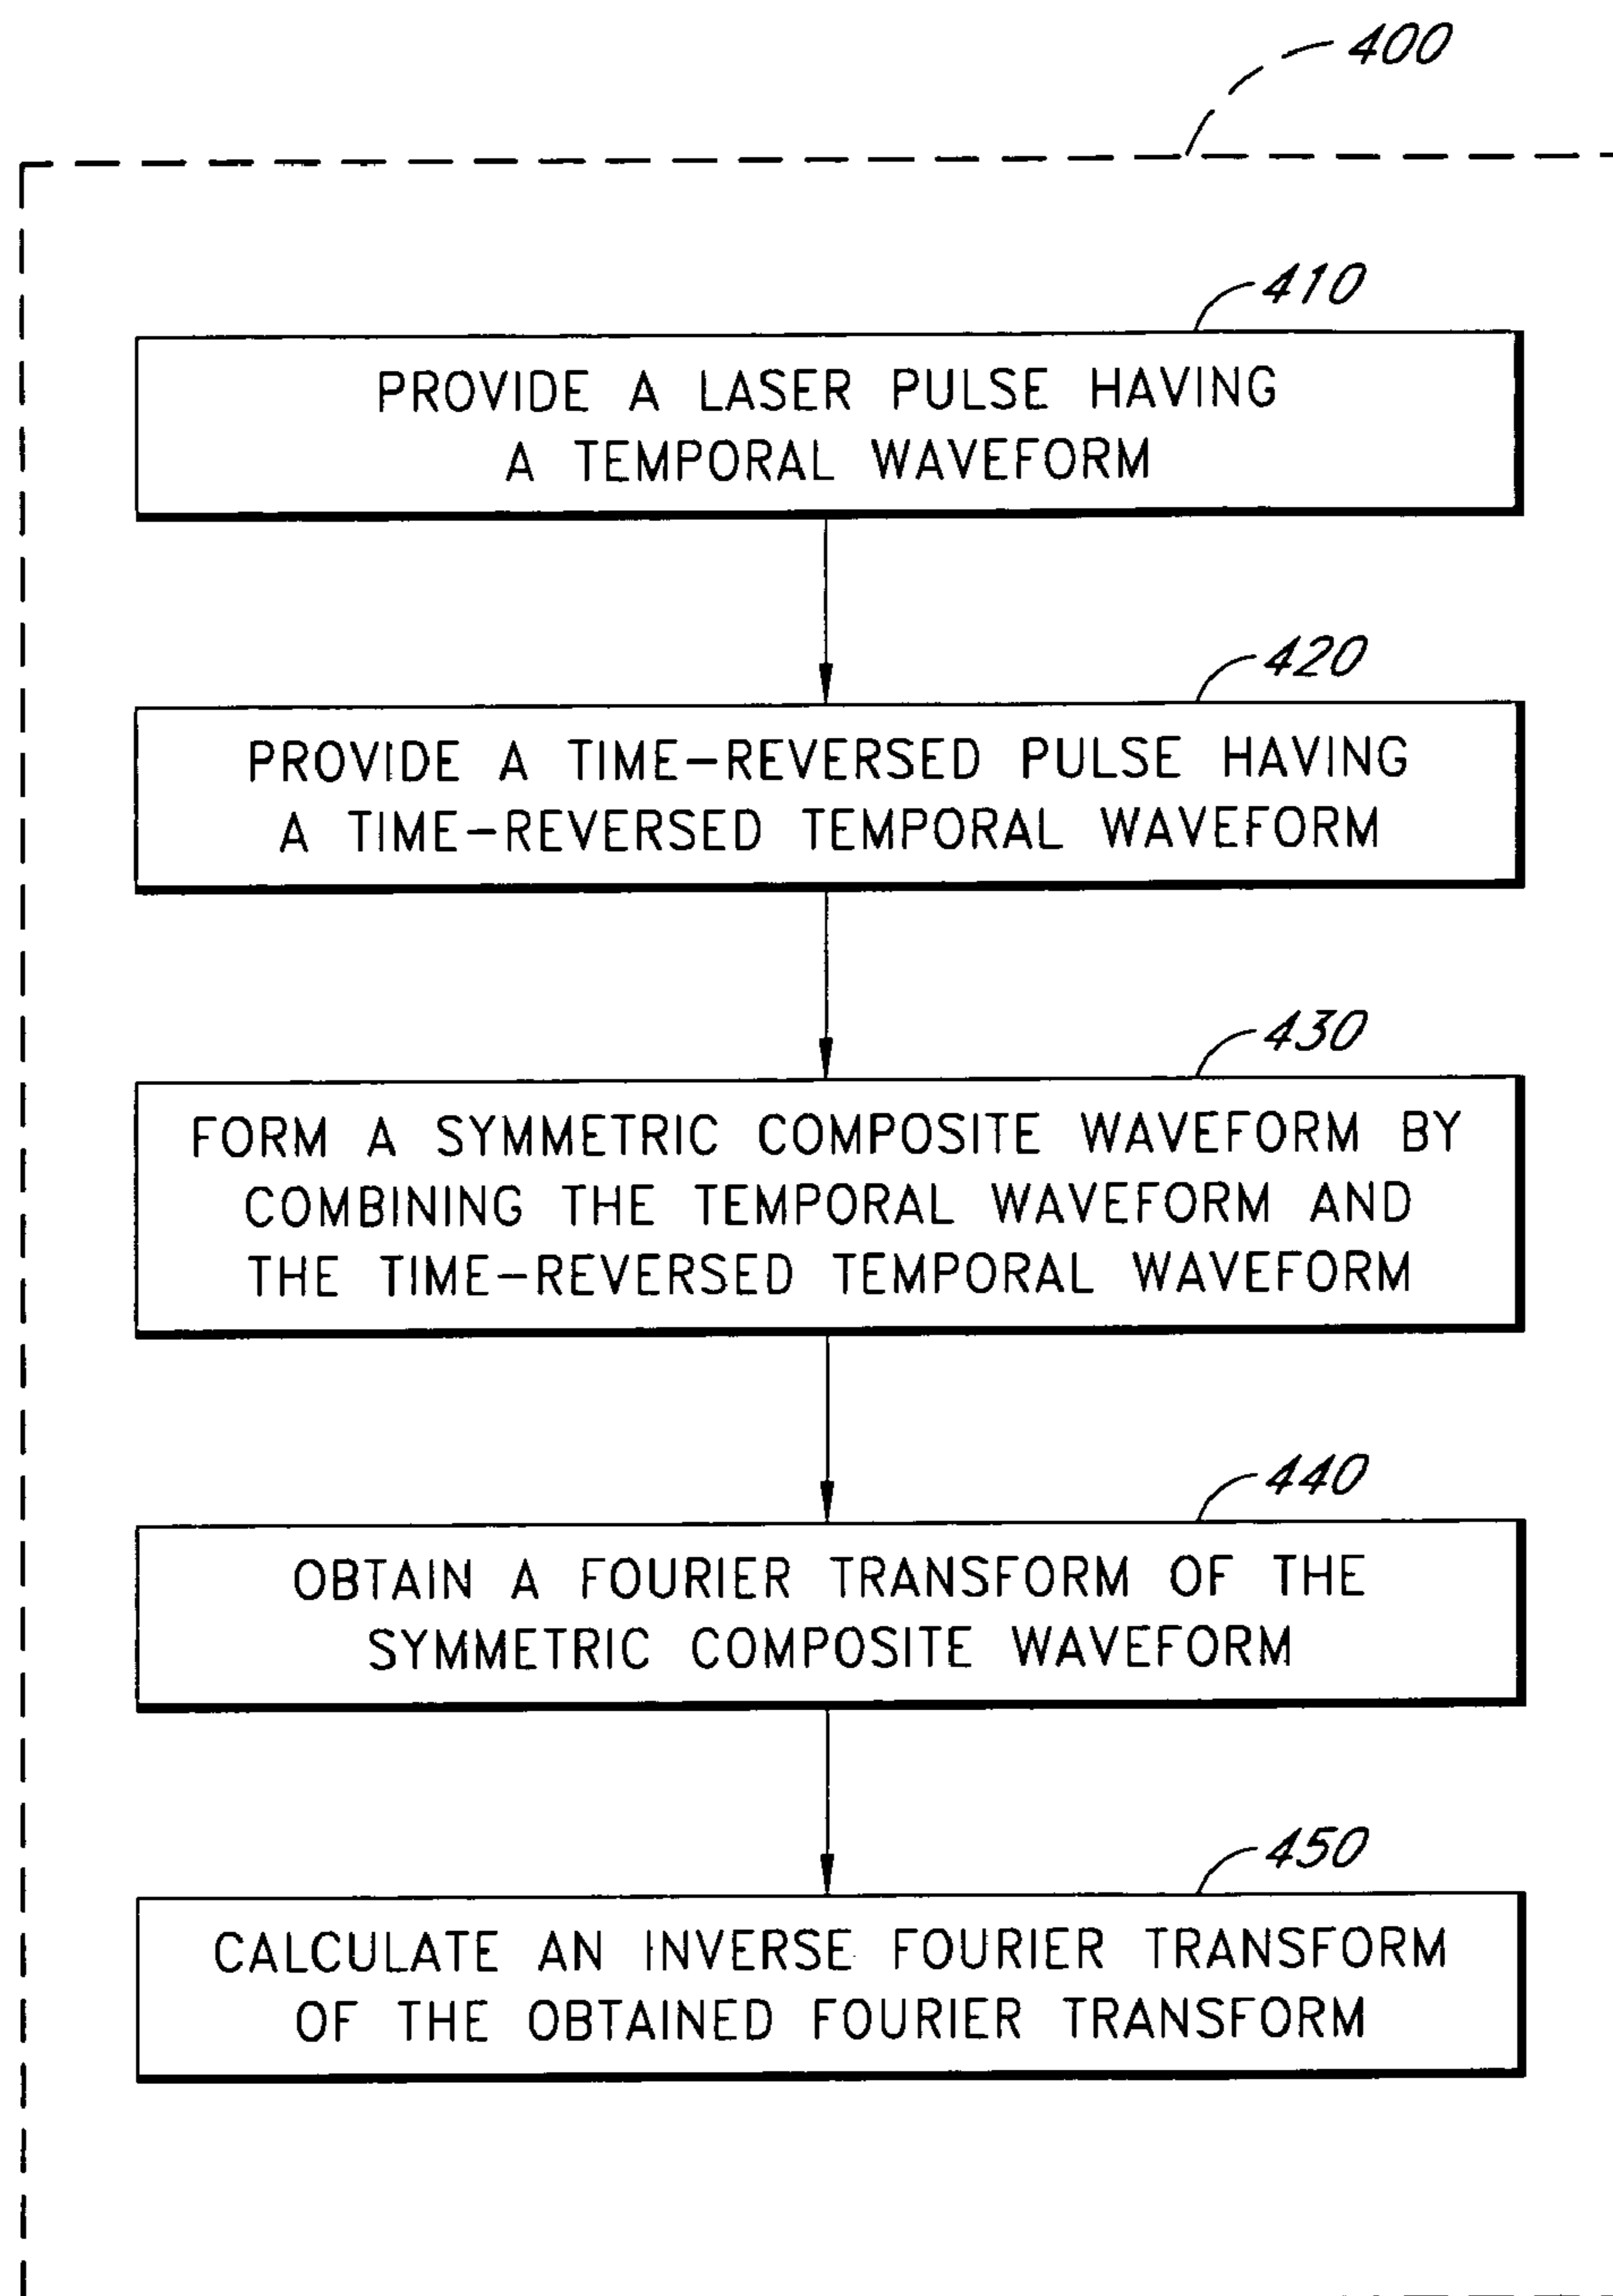 400
410
PROVIDE A LASER PULSE HAVING
A TEMPORAL WAVEFORM
420
PROVIDE A TIME-REVERSED PULSE HAVING
A TIME-REVERSED TEMPORAL WAVEFORM
430
FORM A SYMMETRIC COMPOSITE WAVEFORM BY
COMBINING THE TEMPORAL WAVEFORM AND
THE TIME-REVERSED TEMPORAL WAVEFORM
440
OBTAIN A FOURIER TRANSFORM OF THE
SYMMETRIC COMPOSITE WAVEFORM
450
CALCULATE AN INVERSE FOURIER TRANSFORM
OF THE OBTAINED FOURIER TRANSFORM